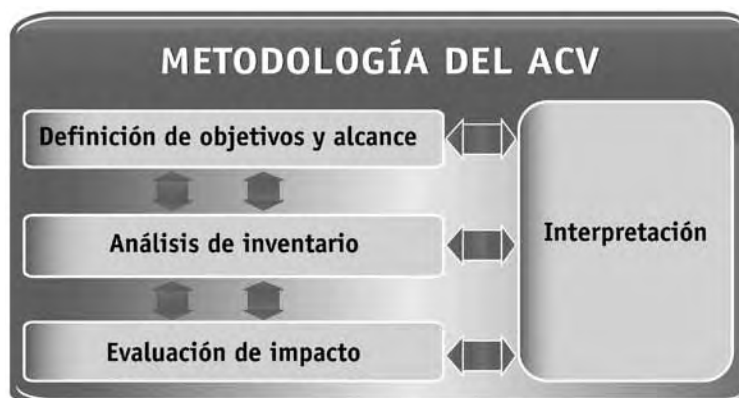 METODOLOGÍA DEL ACV
Definición de objetivos y alcance
Análisis de inventario
Interpretación
Evaluación de impacto